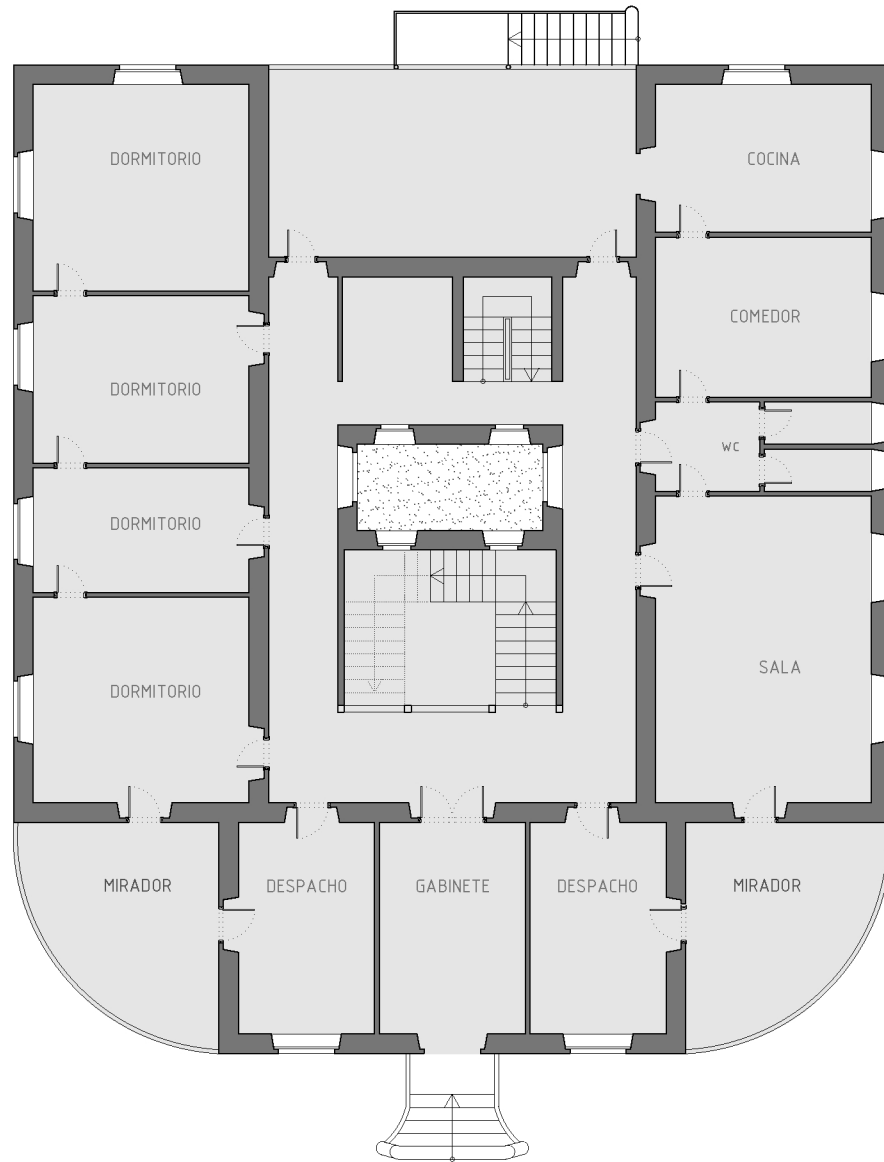 DORMITORIO
COCINA
COMEDOR
DORMITORIO
WC
DORMITORIO
SALA
DORMITORIO
MIRADOR
DESPACHO
GABINETE
DESPACHO
MIRADOR